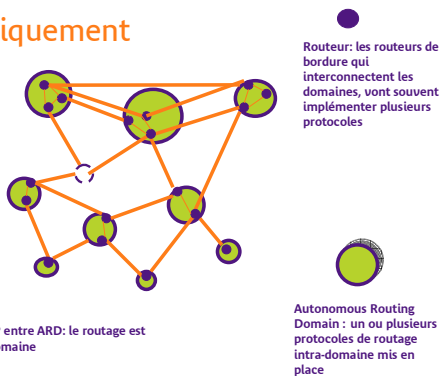 iquement
Routeur: les routeurs de
bordure qui
interconnectent les
domaines, vont souvent
implémenter plusieurs
protocoles
Autonomous Routing
Domain : un ou plusieurs
protocoles de routage
intra-domaine mis en
place
entre ARD: le routage est
omaine